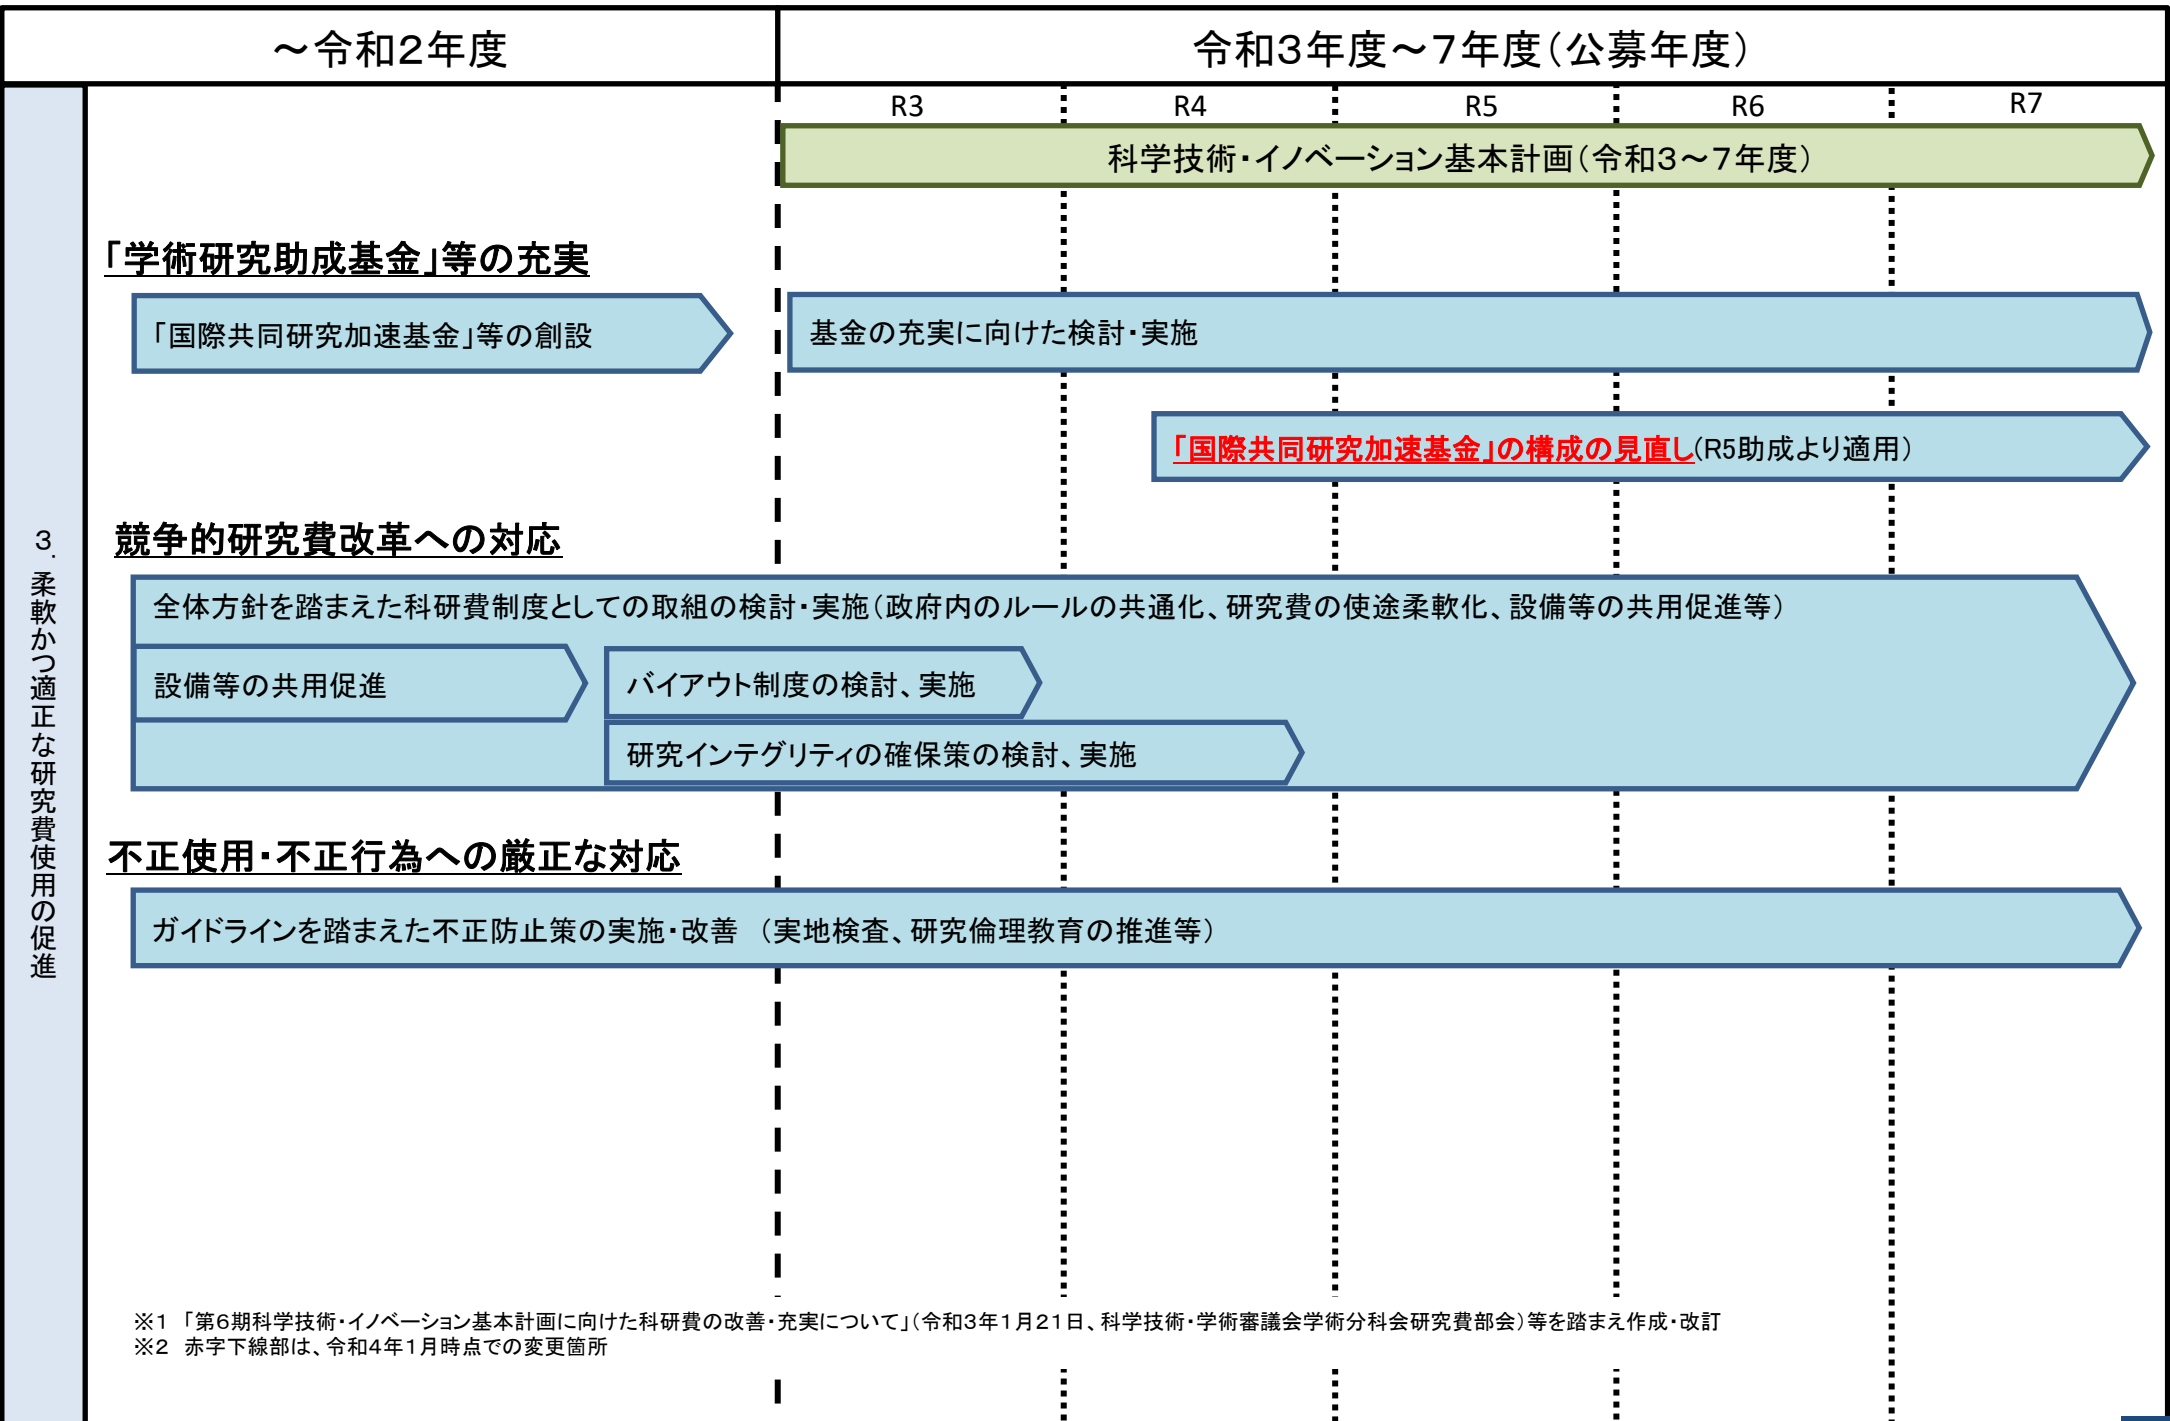 ～令和2年度
令和3年度～7年度（公募年度）
R3 R4 R5 R6 R7
科学技術・イノベーション基本計画（令和3～7年度）
「学術研究助成基金」等の充実
「国際共同研究加速基金」等の創設
基金の充実に向けた検討・実施
「国際共同研究加速基金」の構成の見直し(R5助成より適用）
3．柔軟かつ適正な研究費使用の促進
競争的研究費改革への対応
全体方針を踏まえた科研費制度としての取組の検討・実施（政府内のルールの共通化、研究費の使途柔軟化、設備等の共用促進等）
設備等の共用促進
バイアウト制度の検討、実施
研究インテグリティの確保策の検討、実施
不正使用・不正行為への厳正な対応
ガイドラインを踏まえた不正防止策の実施・改善　（実地検査、研究倫理教育の推進等）
※1　「第6期科学技術・イノベーション基本計画に向けた科研費の改善・充実について」（令和3年1月21日、科学技術・学術審議会学術分科会研究費部会）等を踏まえ作成・改訂
※2　赤字下線部は、令和4年1月時点での変更箇所